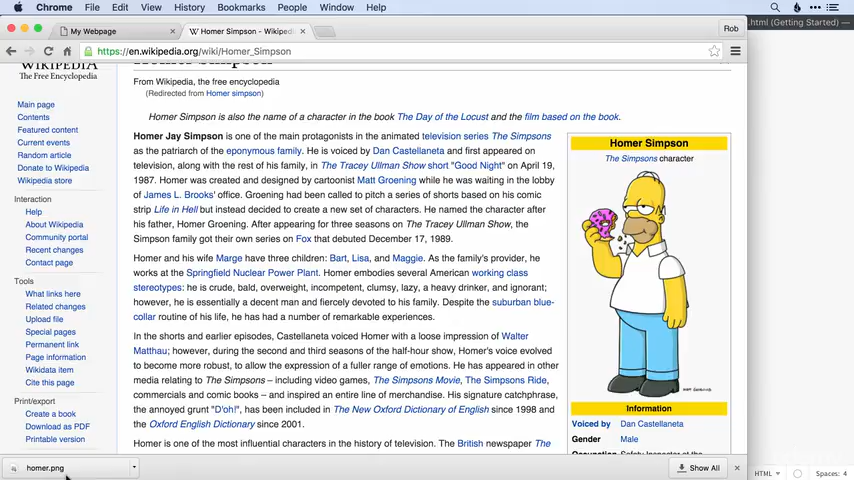 Chrome File Edit View History Bookmarks People Window Help
.html (Getting Started)
My Webpage
Homer Simpson - Wikipedi
Rob
https://en.wikipedia.org/wiki/Homer_Simpson
WIKIPEDIA
The Free Encyclopedia
Main page
Contents
Featured content
Current events
Random article
Donate to Wikipedia
Wikipedia store
Interaction
Help
About Wikipedia
Community portal
Recent changes
Contact page
Tools
What links here
Related changes
Upload file
Special pages
Permanent link
Page information
Wikidata item
Cite this page
Print/export
Create a book
Download as PDF
Printable version
Homer Simpson
From Wikipedia, the free encyclopedia
(Redirected from Homer simpson)
Homer Simpson is also the name of a character in the book The Day of the Locust and the film based on the book.
Homer Jay Simpson is one of the main protagonists in the animated television series The Simpsons
as the patriarch of the eponymous family. He is voiced by Dan Castellaneta and first appeared on
television, along with the rest of his family, in The Tracey Ullman Show short "Good Night" on April 19,
1987. Homer was created and designed by cartoonist Matt Groening while he was waiting in the lobby
of James L. Brooks' office. Groening had been called to pitch a series of shorts based on his comic
strip Life in Hell but instead decided to create a new set of characters. He named the character after
his father, Homer Groening. After appearing for three seasons on The Tracey Ullman Show, the
Simpson family got their own series on Fox that debuted December 17, 1989.
Homer and his wife Marge have three children: Bart, Lisa, and Maggie. As the family's provider, he
works at the Springfield Nuclear Power Plant. Homer embodies several American working class
stereotypes: he is crude, bald, overweight, incompetent, clumsy, lazy, a heavy drinker, and ignorant;
however, he is essentially a decent man and fiercely devoted to his family. Despite the suburban blue-
collar routine of his life, he has had a number of remarkable experiences.
In the shorts and earlier episodes, Castellaneta voiced Homer with a loose impression of Walter
Matthau; however, during the second and third seasons of the half-hour show, Homer's voice evolved
to become more robust, to allow the expression of a fuller range of emotions. He has appeared in other
media relating to The Simpsons – including video games, The Simpsons Movie, The Simpsons Ride,
commercials and comic books – and inspired an entire line of merchandise. His signature catchphrase,
the annoyed grunt "D'oh!", has been included in The New Oxford Dictionary of English since 1998 and
the Oxford English Dictionary since 2001.
Homer is one of the most influential characters in the history of television. The British newspaper The
Homer Simpson
The Simpsons character
MATT GROENING
Information
Voiced by Dan Castellaneta
Gender Male
Occupation Safety Inspector at the
homer.png
Show All
HTML
Spaces: 4